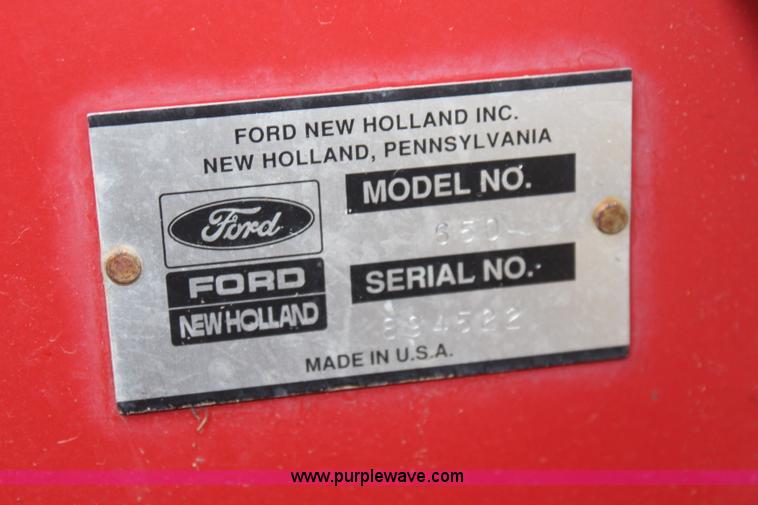 FORD NEW HOLLAND INC.
NEW HOLLAND, PENNSYLVANIA
MODEL NO.
650
Ford
FORD
NEW HOLLAND
SERIAL NO.
894522
MADE IN U.S.A.
www.purplewave.com